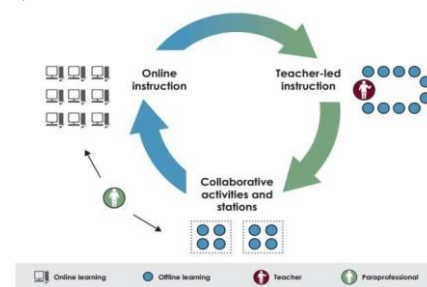 Online
instruction
Teacher-led
instruction
Collaborative
activities and
stations
Online learning
Offline learning
Teacher
Paraprofessional